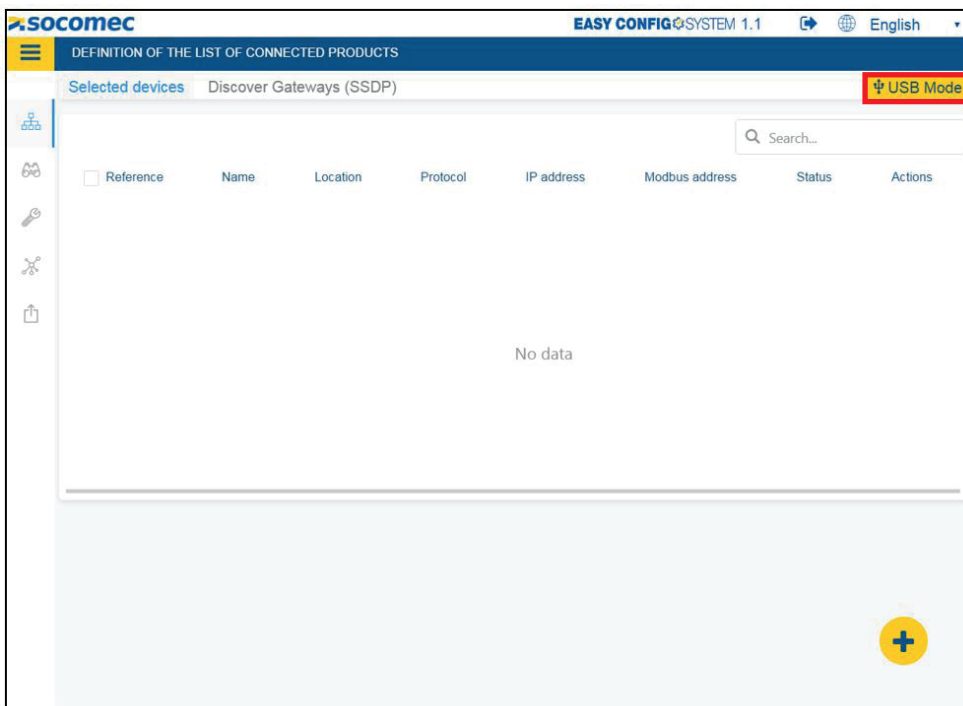 socomec
EASY CONFIG SYSTEM 1.1
English
DEFINITION OF THE LIST OF CONNECTED PRODUCTS
Selected devices
Discover Gateways (SSDP)
USB Mode
Search...
Reference Name Location Protocol IP address Modbus address Status Actions
No data